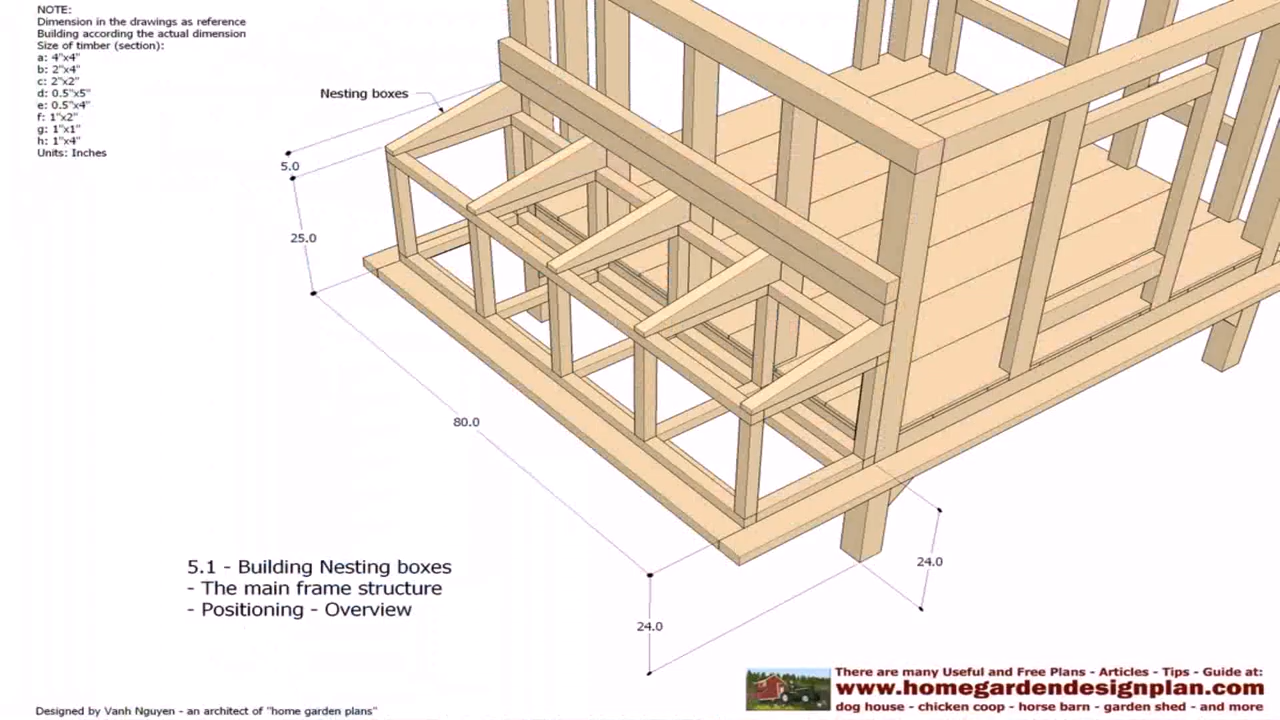 NOTE:
Dimension in the drawings as reference
Building according the actual dimension
Size of timber (section):
a: 4"x4"
b: 2"x4"
c: 2"x2"
d: 0.5"x5"
e: 0.5"x4"
f: 1"x2"
g: 1"x1"
h: 1"x4"
Units: Inches
Nesting boxes
5.0
25.0
80.0
24.0
24.0
5.1 - Building Nesting boxes
- The main frame structure
- Positioning - Overview
Designed by Vanh Nguyen - an architect of "home garden plans"
There are many Useful and Free Plans - Articles - Tips - Guide at:
www.homegardendesignplan.com
dog house - chicken coop - horse barn - garden shed - and more